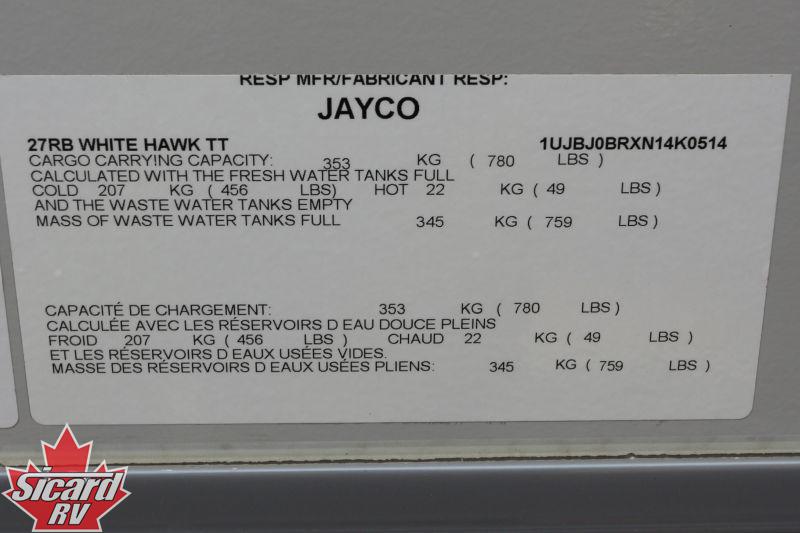 RESP MFR/FABRICANT RESP:
JAYCO
27RB WHITE HAWK TT 1UJBJ0BRXN14K0514
CARGO CARRYING CAPACITY: 353 KG ( 780 LBS )
CALCULATED WITH THE FRESH WATER TANKS FULL
COLD 207 KG ( 456 LBS) HOT 22 KG ( 49 LBS )
AND THE WASTE WATER TANKS EMPTY
MASS OF WASTE WATER TANKS FULL 345 KG ( 759 LBS )
CAPACITÉ DE CHARGEMENT: 353 KG ( 780 LBS )
CALCULÉE AVEC LES RÉSERVOIRS D EAU DOUCE PLEINS
FROID 207 KG ( 456 LBS ) CHAUD 22 KG ( 49 LBS )
ET LES RÉSERVOIRS D EAUX USÉES VIDES.
MASSE DES RÉSERVOIRS D EAUX USÉES PLIENS: 345 KG ( 759 LBS )
Sicard
RV